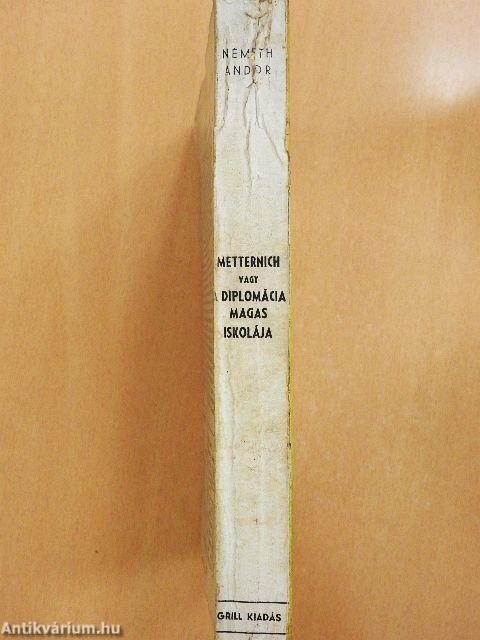 NÉMETH
ANDOR
METTERNICH
VAGY
A DIPLOMÁCIA
MAGAS
ISKOLÁJA
GRILL KIADÁS
Antikvárium.hu